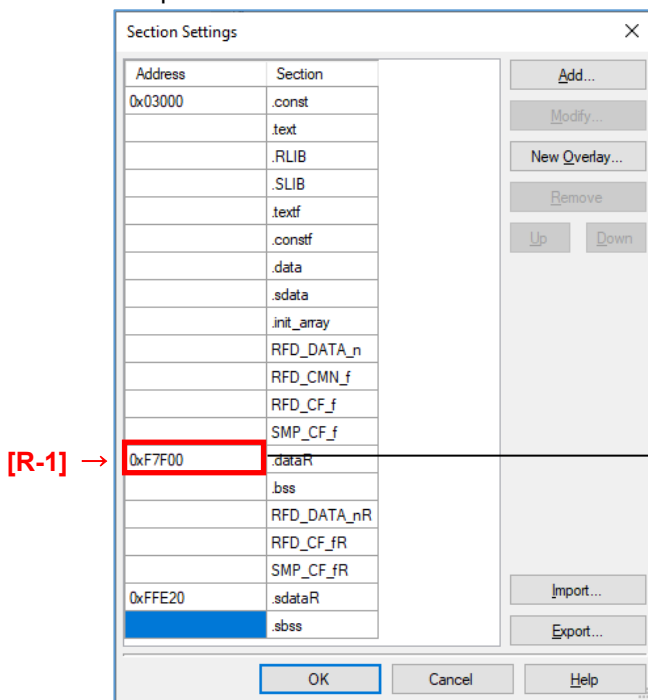 Section Settings
Address Section
0x03000 .const
.text
.RLIB
.SLIB
.textf
.constf
.data
.sdata
.init_array
RFD_DATA_n
RFD_CMN_f
RFD_CF_f
SMP_CF_f
[R-1] → 0xF7F00 .dataR
.bss
RFD_DATA_nR
RFD_CF_fR
SMP_CF_fR
0xFFE20 .sdataR
.sbss
Add...
Modify...
New Overlay...
Remove
Up Down
Import...
Export...
OK Cancel Help